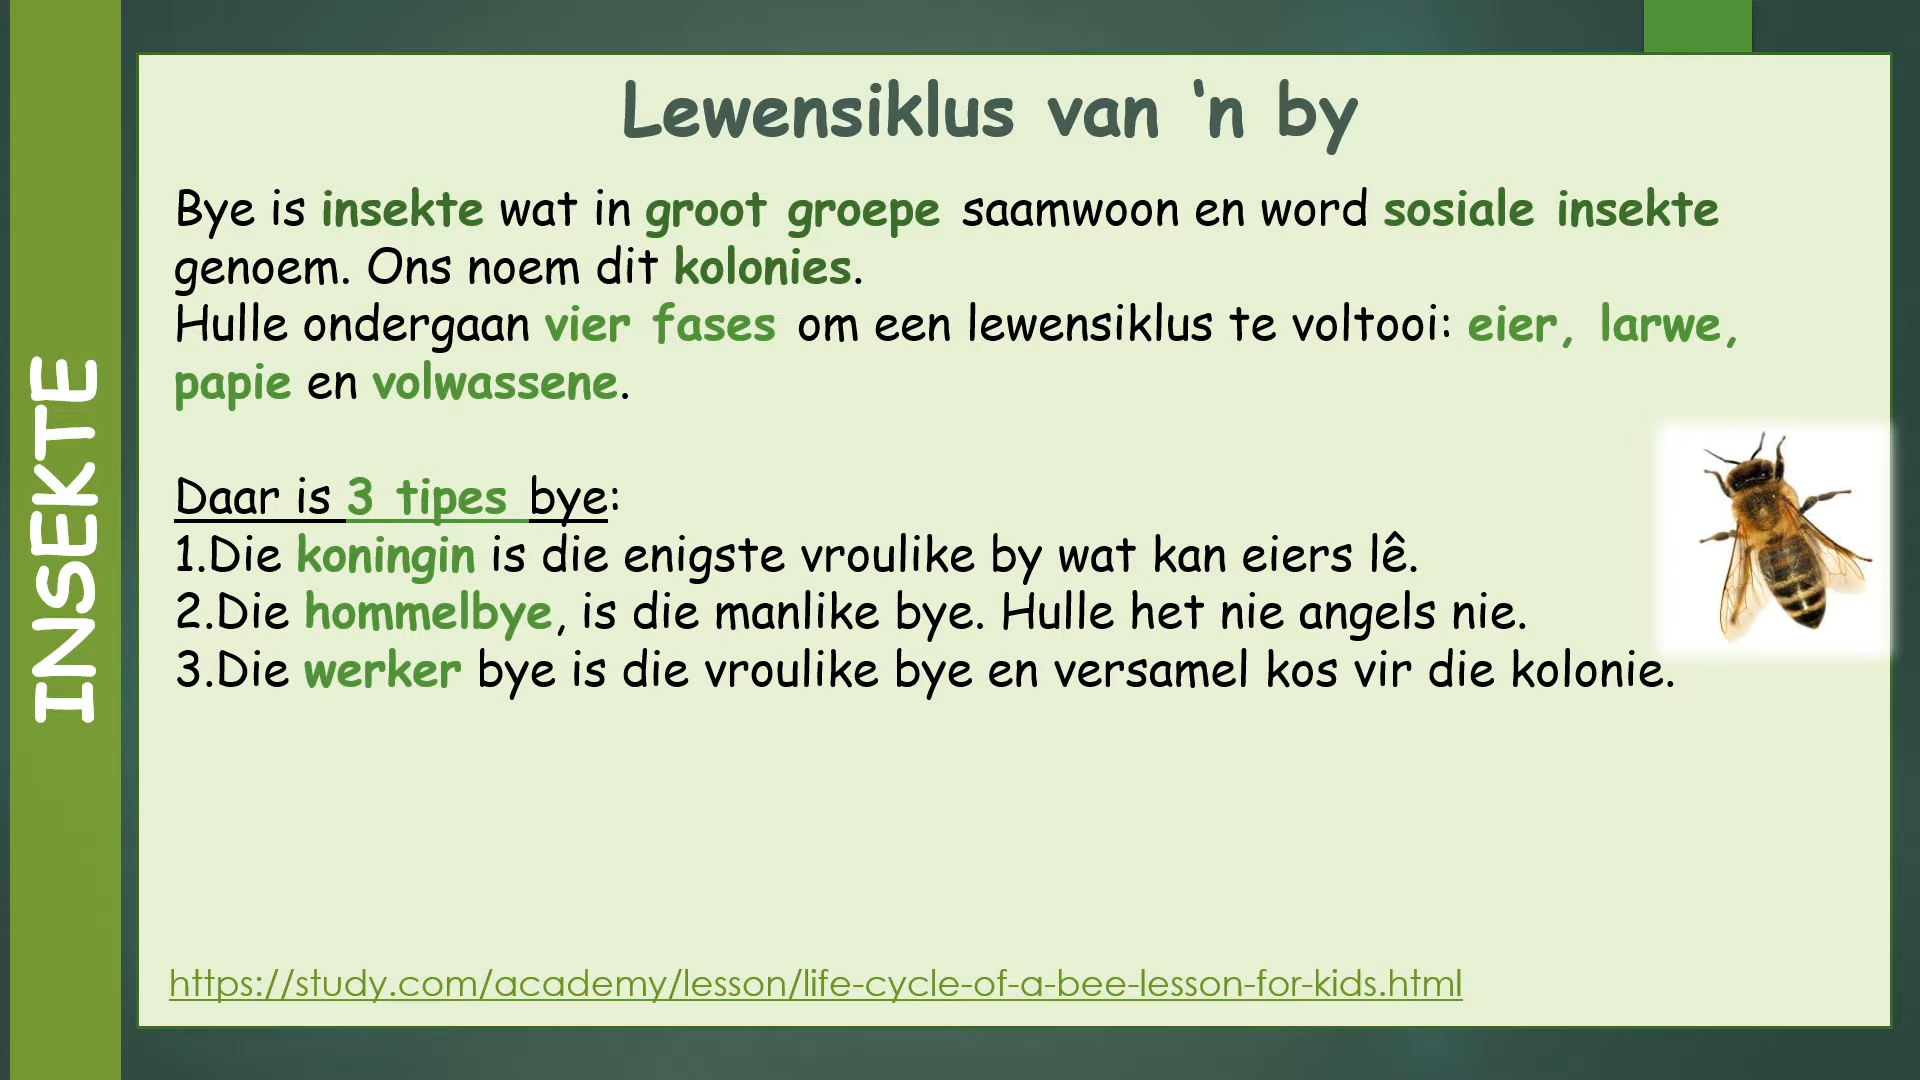 INSEKTE
Lewensiklus van ‘n by
Bye is insekte wat in groot groepe saamwoon en word sosiale insekte
genoem. Ons noem dit kolonies.
Hulle ondergaan vier fases om een lewensiklus te voltooi: eier, larwe,
papie en volwassene.
Daar is 3 tipes bye:
1.Die koningin is die enigste vroulike by wat kan eiers lê.
2.Die hommelbye, is die manlike bye. Hulle het nie angels nie.
3.Die werker bye is die vroulike bye en versamel kos vir die kolonie.
https://study.com/academy/lesson/life-cycle-of-a-bee-lesson-for-kids.html